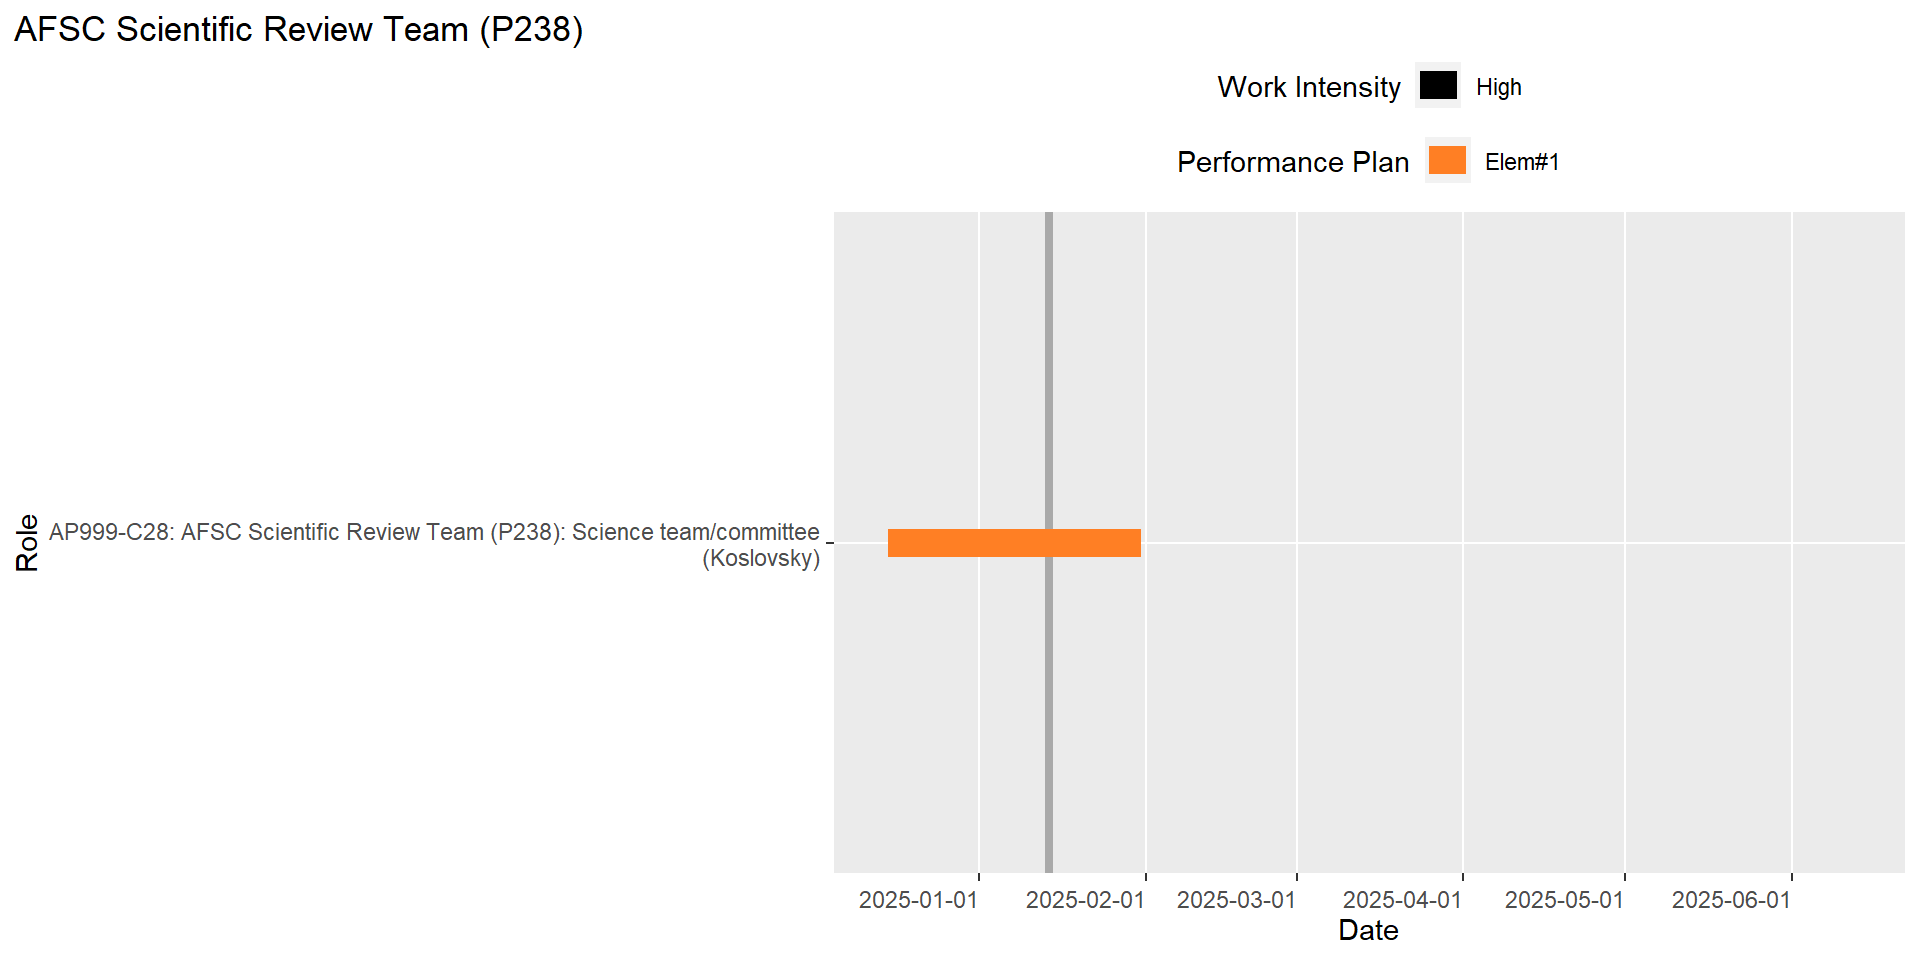 AFSC Scientific Review Team (P238)
Work Intensity High
Performance Plan Elem#1
Role
AP999-C28: AFSC Scientific Review Team (P238): Science team/committee
(Koslovsky)
2025-01-01 2025-02-01 2025-03-01 2025-04-01 2025-05-01 2025-06-01
Date